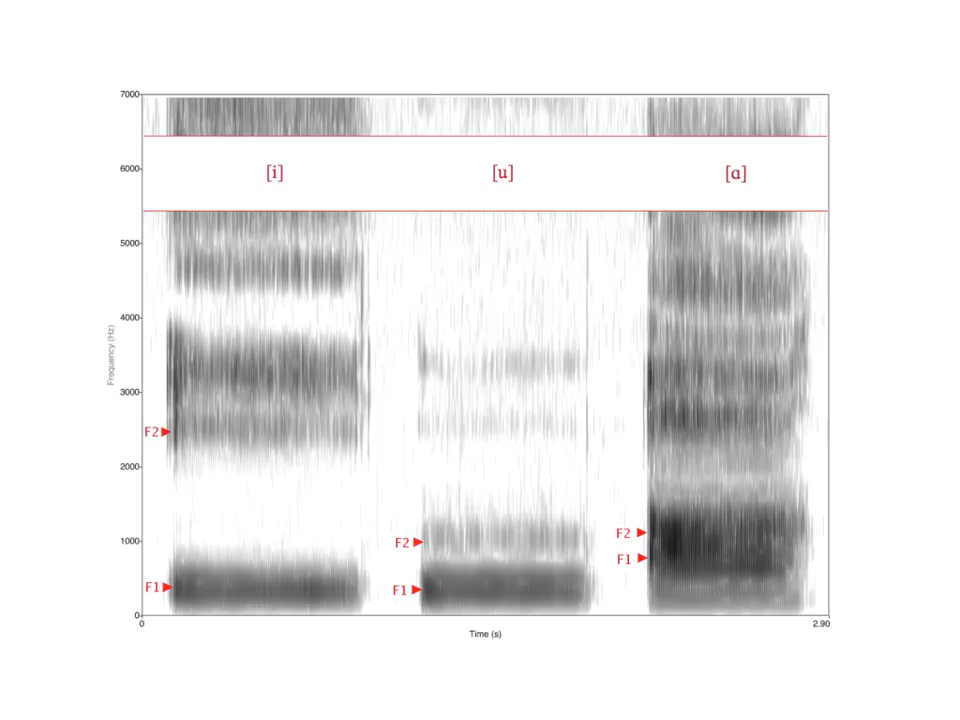 7000
6000
[i] [u] [ɑ]
5000
4000
Frequency (Hz)
3000
F2
2000
F2
1000
F2
F1
F1
F1
0
0
2.90
Time (s)